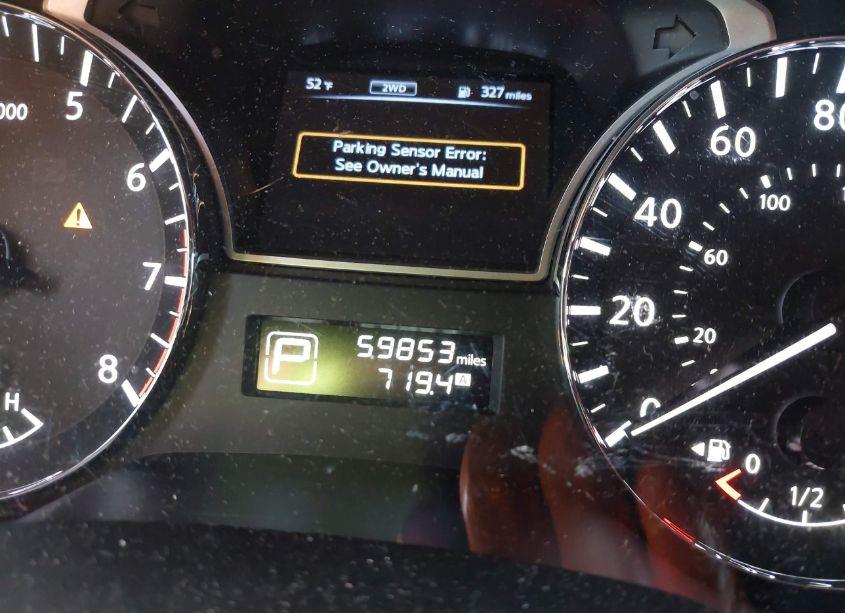 52°F 2WD 327 miles
Parking Sensor Error:
See Owner's Manual
5
6
7
8
H
P 59853 miles
719.4 A
80
60
40
20
0
100
60
20
0
1/2